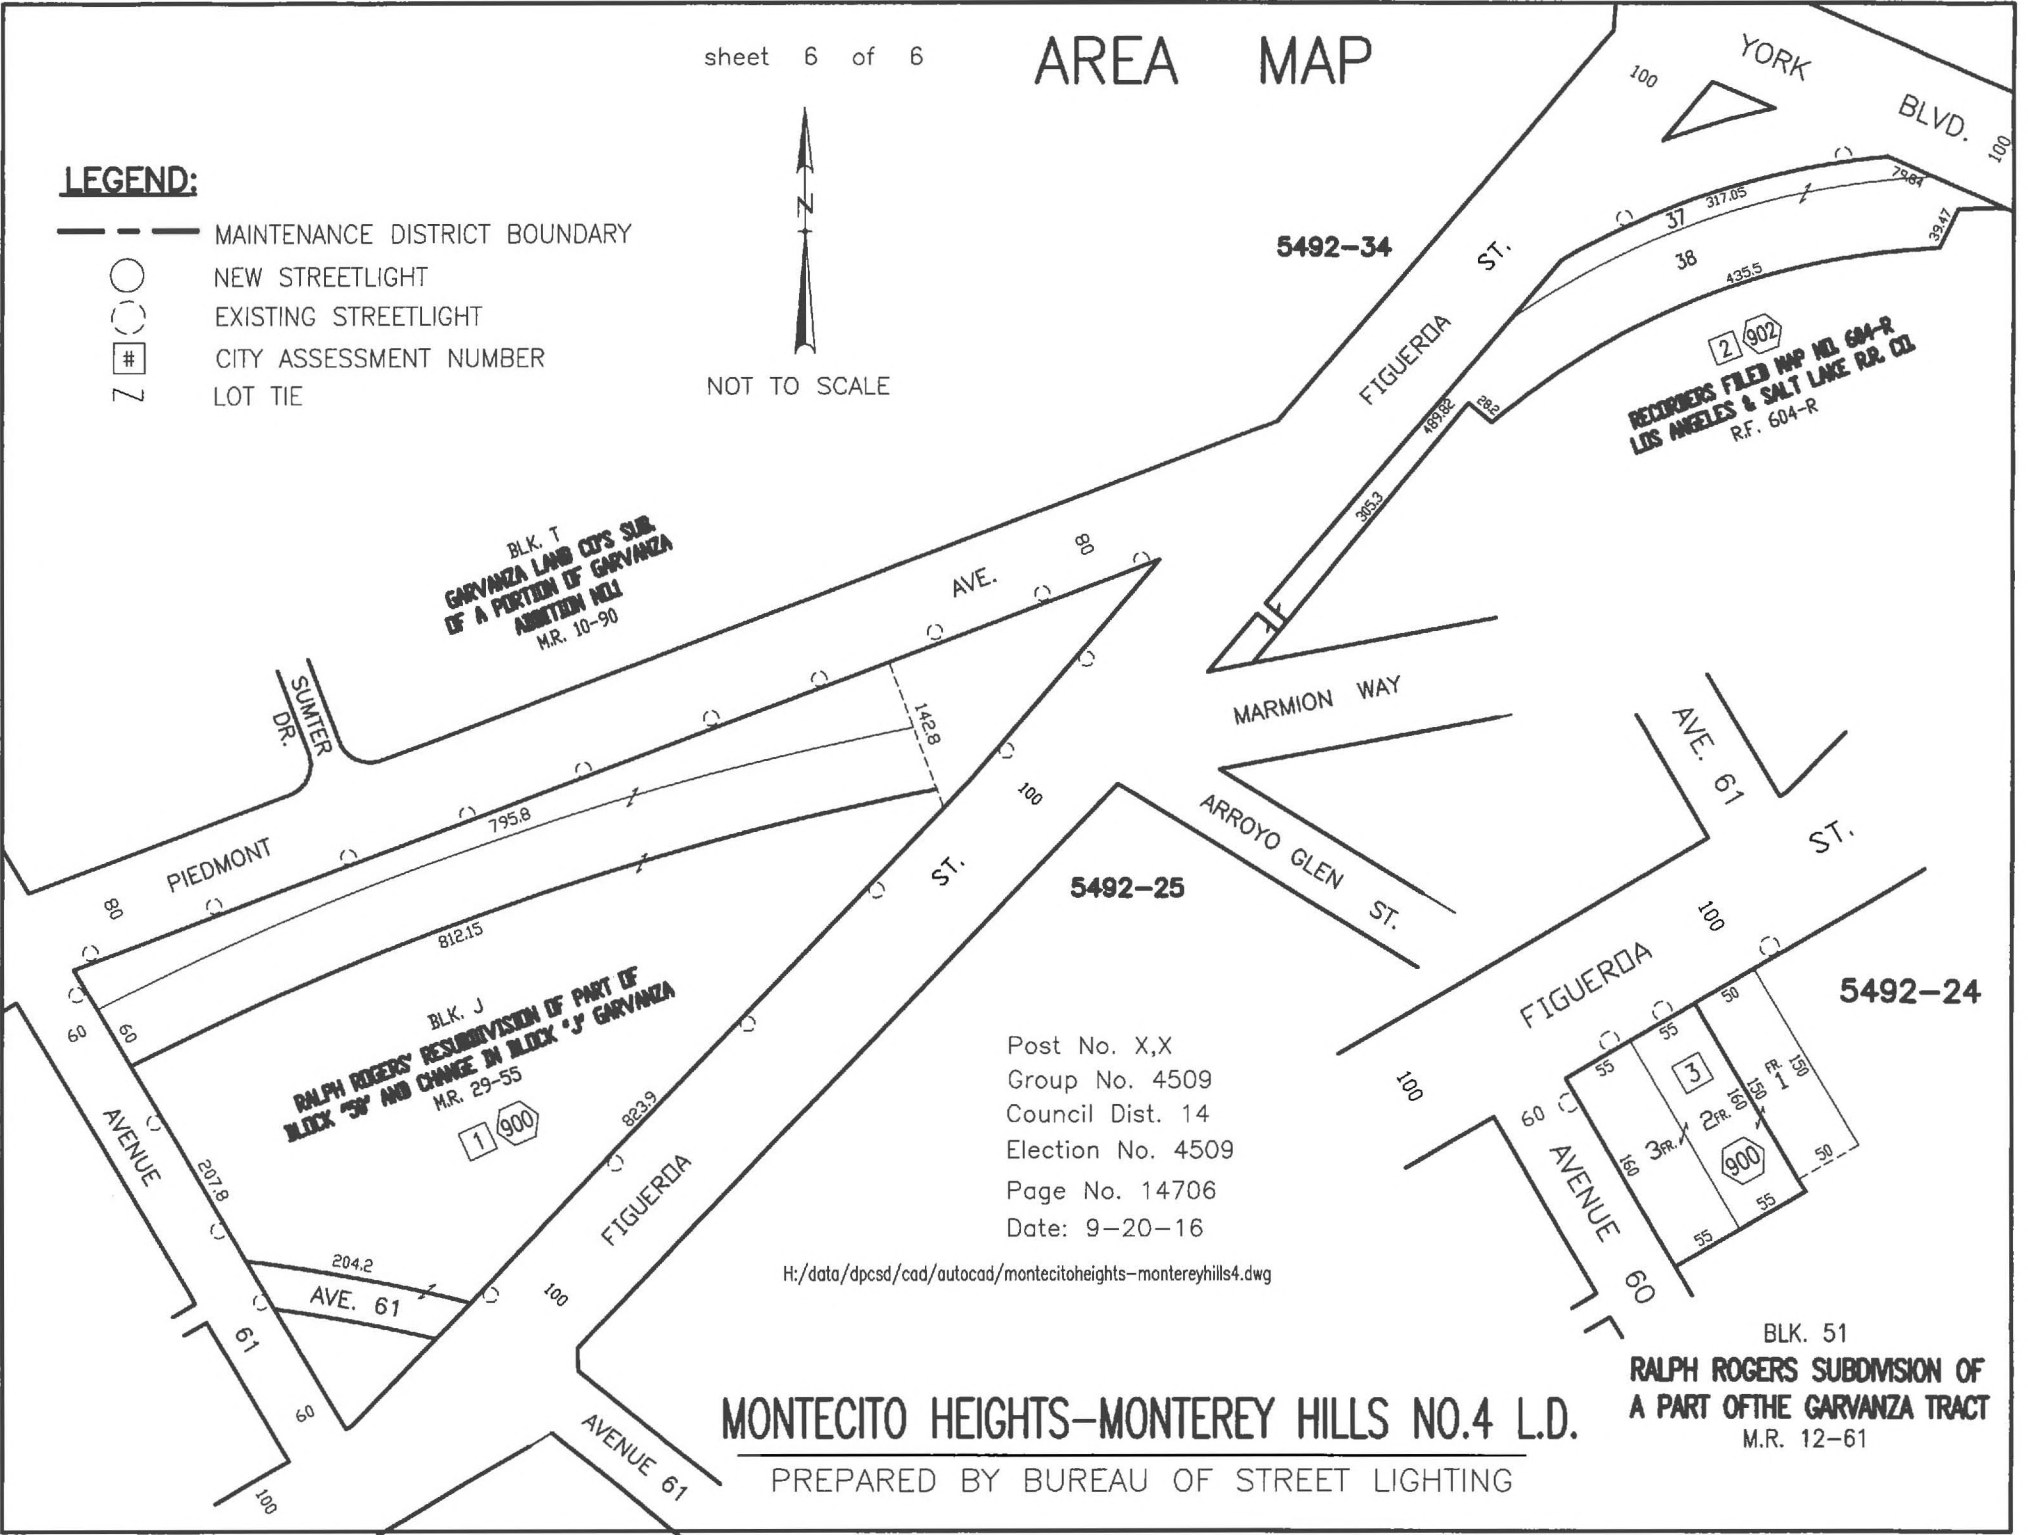 sheet 6 of 6
AREA MAP
LEGEND:
MAINTENANCE DISTRICT BOUNDARY
NEW STREETLIGHT
EXISTING STREETLIGHT
# CITY ASSESSMENT NUMBER
LOT TIE
N
NOT TO SCALE
YORK BLVD.
100
100
5492-34
FIGUEROA ST.
37
317.05
79.84
39.47
38
435.5
2 902
RECORDERS FILED MAP NO. 604-R
LOS ANGELES & SALT LAKE R.R. CO.
R.F. 604-R
489.82
28.2
305.3
BLK. T
GARVANZA LAND CO'S SUB.
OF A PORTION OF GARVANZA
ADDITION NO.1
M.R. 10-90
SUMTER
DR.
PIEDMONT AVE.
80
80
142.8
795.8
812.15
MARMION WAY
ARROYO GLEN ST.
5492-25
100
BLK. J
RALPH ROGERS' RESUBDIVISION OF PART OF
BLOCK "50" AND CHANGE IN BLOCK "J" GARVANZA
M.R. 29-55
1 900
60
60
AVENUE 61
207.8
60
204.2
AVE. 61
823.9
FIGUEROA ST.
100
100
AVENUE 61
Post No. X,X
Group No. 4509
Council Dist. 14
Election No. 4509
Page No. 14706
Date: 9-20-16
H:/data/dpcsd/cad/autocad/montecitoheights-montereyhills4.dwg
AVE. 61
FIGUEROA ST.
100
100
5492-24
60
AVENUE 60
55
55
50
3
160
160
150
150
FR.
1
2FR.
3FR.
900
50
55
55
BLK. 51
RALPH ROGERS SUBDIVISION OF
A PART OFTHE GARVANZA TRACT
M.R. 12-61
MONTECITO HEIGHTS-MONTEREY HILLS NO.4 L.D.
PREPARED BY BUREAU OF STREET LIGHTING